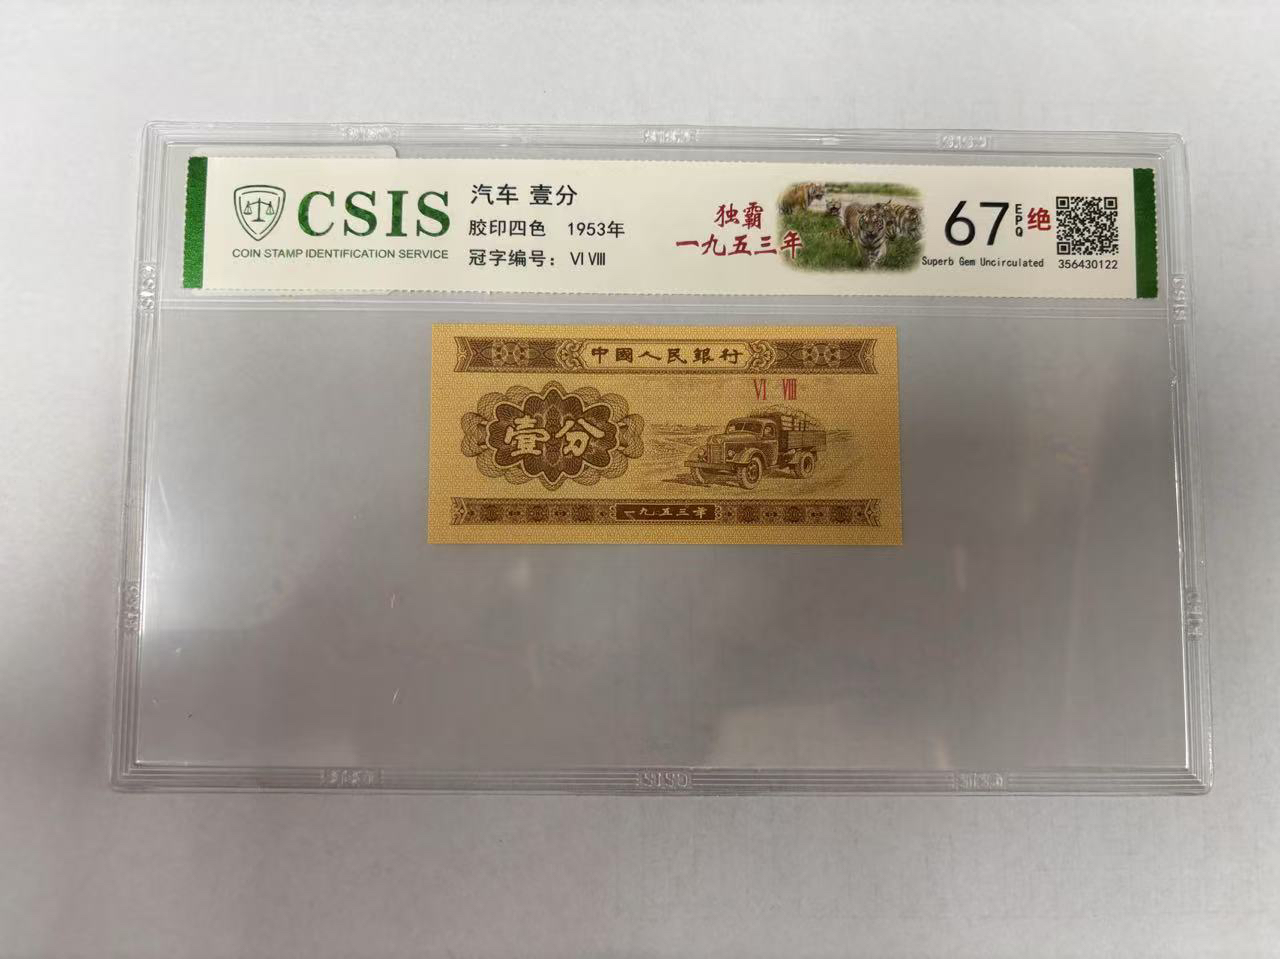 CSIS
COIN STAMP IDENTIFICATION SERVICE
汽车 壹分
胶印四色 1953年
冠字编号: VI VIII
独霸
一九五三年
67
EPQ
绝
Superb Gem Uncirculated
356430122
中國人民銀行
VI VIII
壹分
一九五三年
CSIS
CSIS